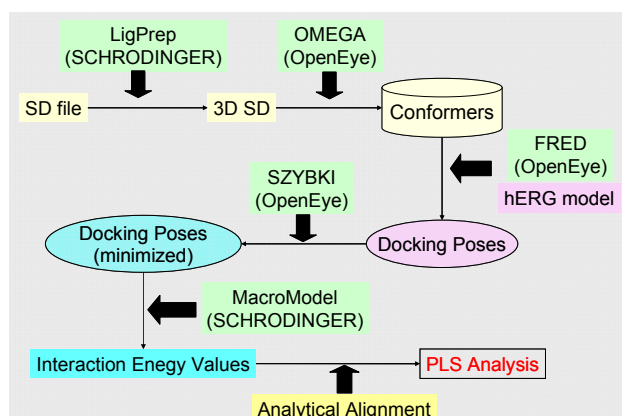 LigPrep
(SCHRODINGER)
OMEGA
(OpenEye)
SD file
3D SD
Conformers
FRED
(OpenEye)
hERG model
SZYBKI
(OpenEye)
Docking Poses
(minimized)
Docking Poses
MacroModel
(SCHRODINGER)
Interaction Enegy Values
PLS Analysis
Analytical Alignment